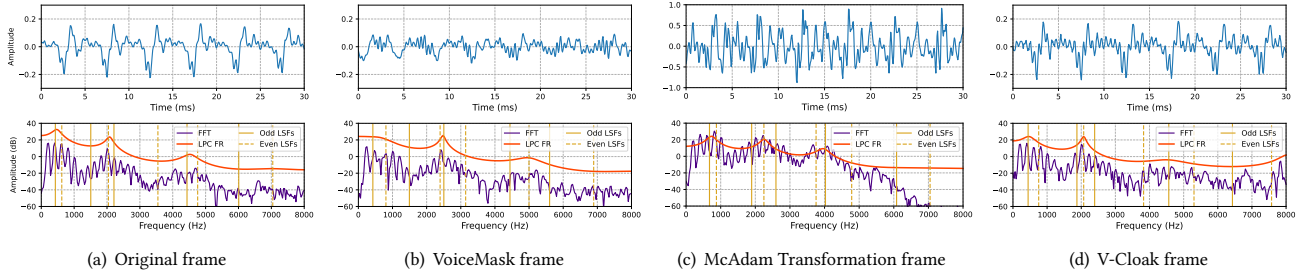 Amplitude
0.2
0.0
−0.2
0 5 10 15 20 25 30
Time (ms)
Amplitude (dB)
40
20
0
−20
−40
−60
FFT
LPC FR
Odd LSFs
Even LSFs
0 1000 2000 3000 4000 5000 6000 7000 8000
Frequency (Hz)
(a) Original frame
0.2
0.0
−0.2
0 5 10 15 20 25 30
Time (ms)
40
20
0
−20
−40
−60
FFT
LPC FR
Odd LSFs
Even LSFs
0 1000 2000 3000 4000 5000 6000 7000 8000
Frequency (Hz)
(b) VoiceMask frame
1.0
0.5
0.0
−0.5
−1.0
0 5 10 15 20 25 30
Time (ms)
40
20
0
−20
−40
−60
FFT
LPC FR
Odd LSFs
Even LSFs
0 1000 2000 3000 4000 5000 6000 7000 8000
Frequency (Hz)
(c) McAdam Transformation frame
0.2
0.0
−0.2
0 5 10 15 20 25 30
Time (ms)
40
20
0
−20
−40
−60
FFT
LPC FR
Odd LSFs
Even LSFs
0 1000 2000 3000 4000 5000 6000 7000 8000
Frequency (Hz)
(d) V-Cloak frame